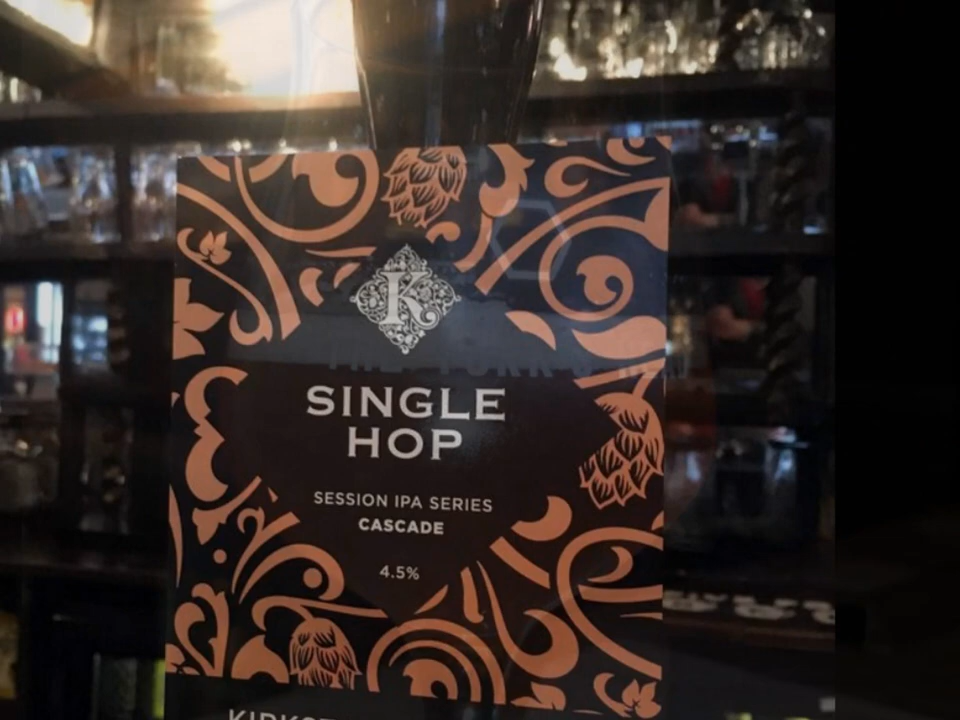 K
SINGLE
HOP
SESSION IPA SERIES
CASCADE
4.5%